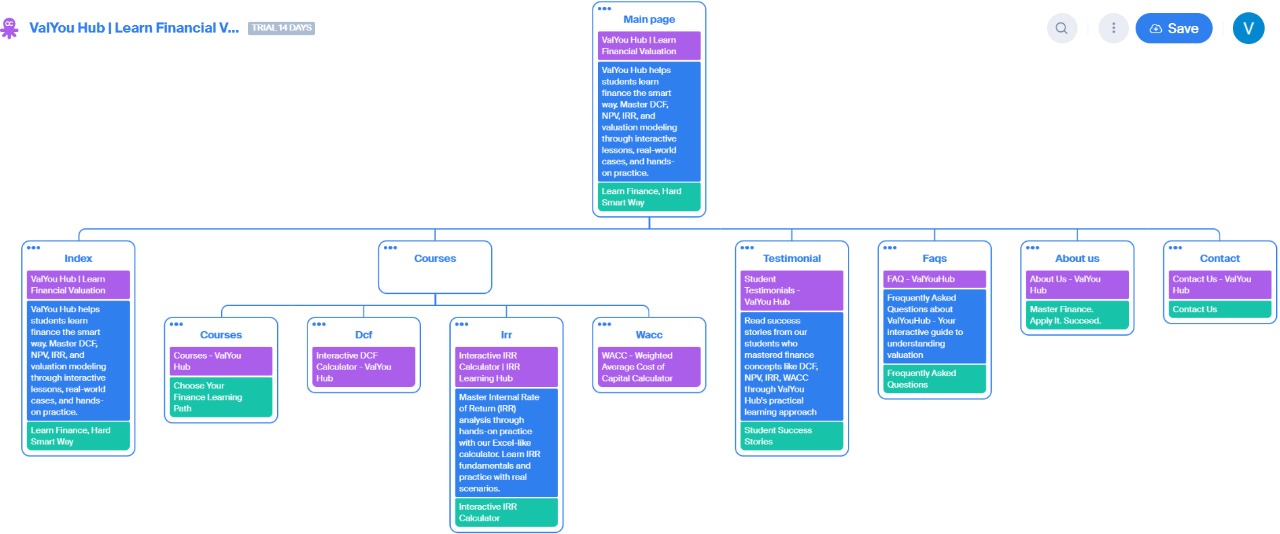 ValYou Hub | Learn Financial V...
TRIAL 14 DAYS
Save
V
Main page
ValYou Hub | Learn
Financial Valuation
ValYou Hub helps
students learn
finance the smart
way. Master DCF,
NPV, IRR, and
valuation modeling
through interactive
lessons, real-world
cases, and hands-
on practice.
Learn Finance, Hard
Smart Way
Index
ValYou Hub | Learn
Financial Valuation
ValYou Hub helps
students learn
finance the smart
way. Master DCF,
NPV, IRR, and
valuation modeling
through interactive
lessons, real-world
cases, and hands-
on practice.
Learn Finance, Hard
Smart Way
Courses
Courses
Courses - ValYou
Hub
Choose Your
Finance Learning
Path
Dcf
Interactive DCF
Calculator - ValYou
Hub
Irr
Interactive IRR
Calculator | IRR
Learning Hub
Master Internal Rate
of Return (IRR)
analysis through
hands-on practice
with our Excel-like
calculator. Learn IRR
fundamentals and
practice with real
scenarios.
Interactive IRR
Calculator
Wacc
WACC - Weighted
Average Cost of
Capital Calculator
Testimonial
Student
Testimonials -
ValYou Hub
Read success
stories from our
students who
mastered finance
concepts like DCF,
NPV, IRR, WACC
through ValYou
Hub's practical
learning approach
Student Success
Stories
Faqs
FAQ - ValYouHub
Frequently Asked
Questions about
ValYouHub - Your
interactive guide to
understanding
valuation
Frequently Asked
Questions
About us
About Us - ValYou
Hub
Master Finance.
Apply It. Succeed.
Contact
Contact Us - ValYou
Hub
Contact Us